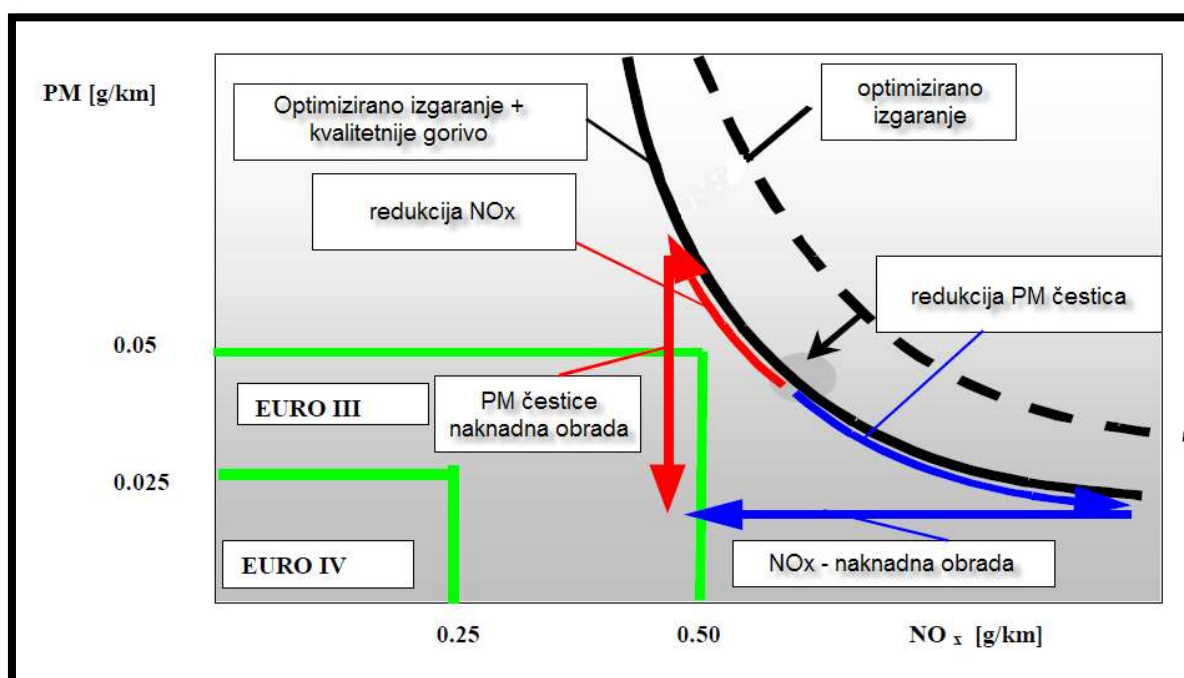 PM [g/km]
Optimizirano izgaranje +
kvalitetnije gorivo
optimizirano
izgaranje
redukcija NOx
redukcija PM čestica
0.05
EURO III
PM čestice
naknadna obrada
0.025
EURO IV
NOx - naknadna obrada
0.25
0.50
NO x [g/km]